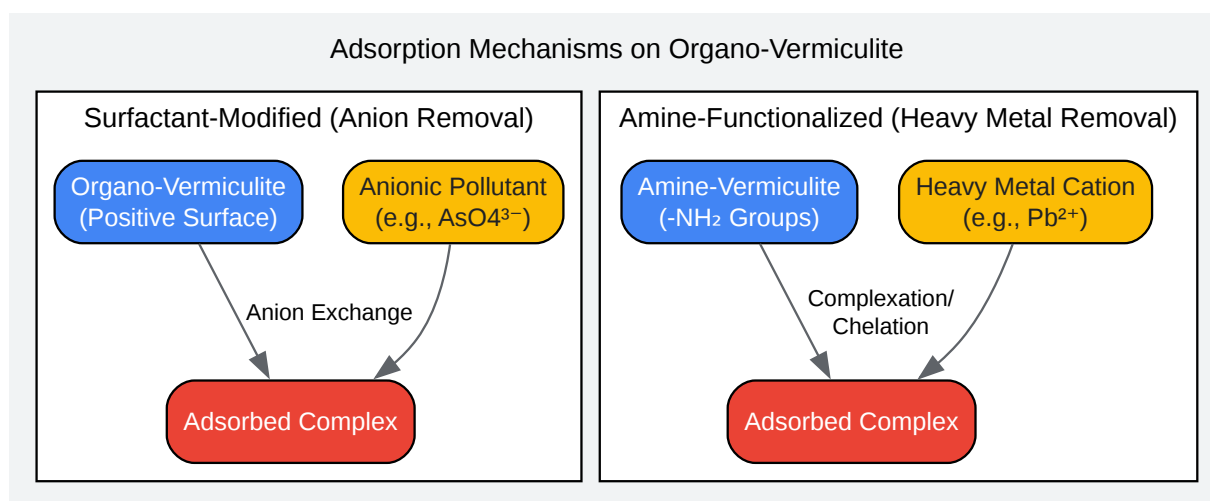 Adsorption Mechanisms on Organo-Vermiculite
Surfactant-Modified (Anion Removal)
Organo-Vermiculite
(Positive Surface)
Anionic Pollutant
(e.g., AsO4³⁻)
Anion Exchange
Adsorbed Complex
Amine-Functionalized (Heavy Metal Removal)
Amine-Vermiculite
(-NH₂ Groups)
Heavy Metal Cation
(e.g., Pb²⁺)
Complexation/
Chelation
Adsorbed Complex